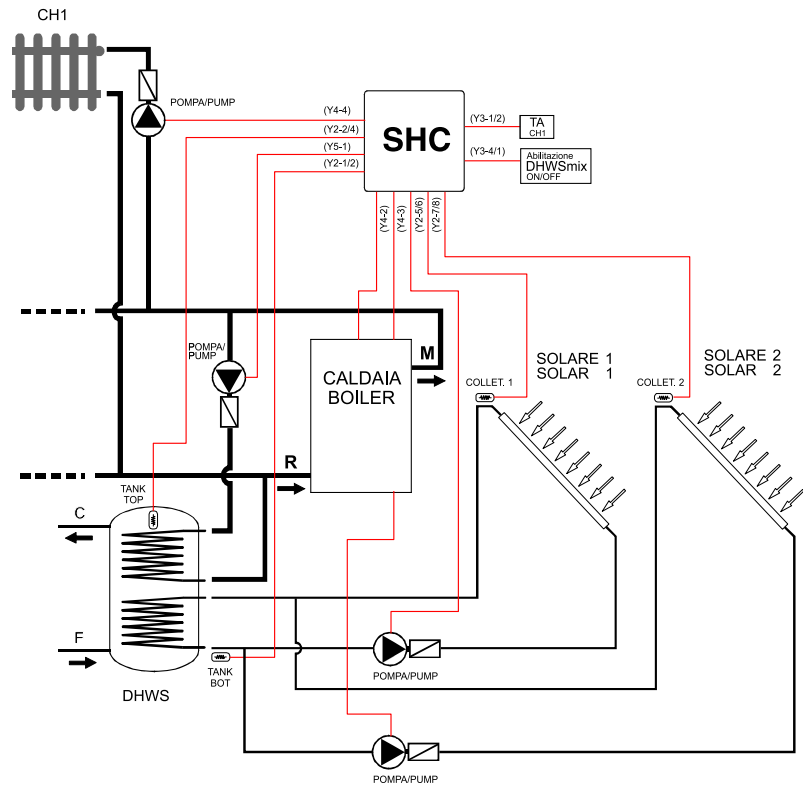 CH1
POMPA/PUMP
(Y4-4)
(Y2-2/4)
(Y5-1)
(Y2-1/2)
SHC
(Y3-1/2)
TA
CH1
(Y3-4/1)
Abilitazione
DHWSmix
ON/OFF
(Y4-2)
(Y4-3)
(Y2-5/6)
(Y2-7/8)
POMPA/
PUMP
CALDAIA
BOILER
M
R
SOLARE 1
SOLAR 1
COLLET. 1
SOLARE 2
SOLAR 2
COLLET. 2
TANK
TOP
C
F
DHWS
TANK
BOT
POMPA/PUMP
POMPA/PUMP